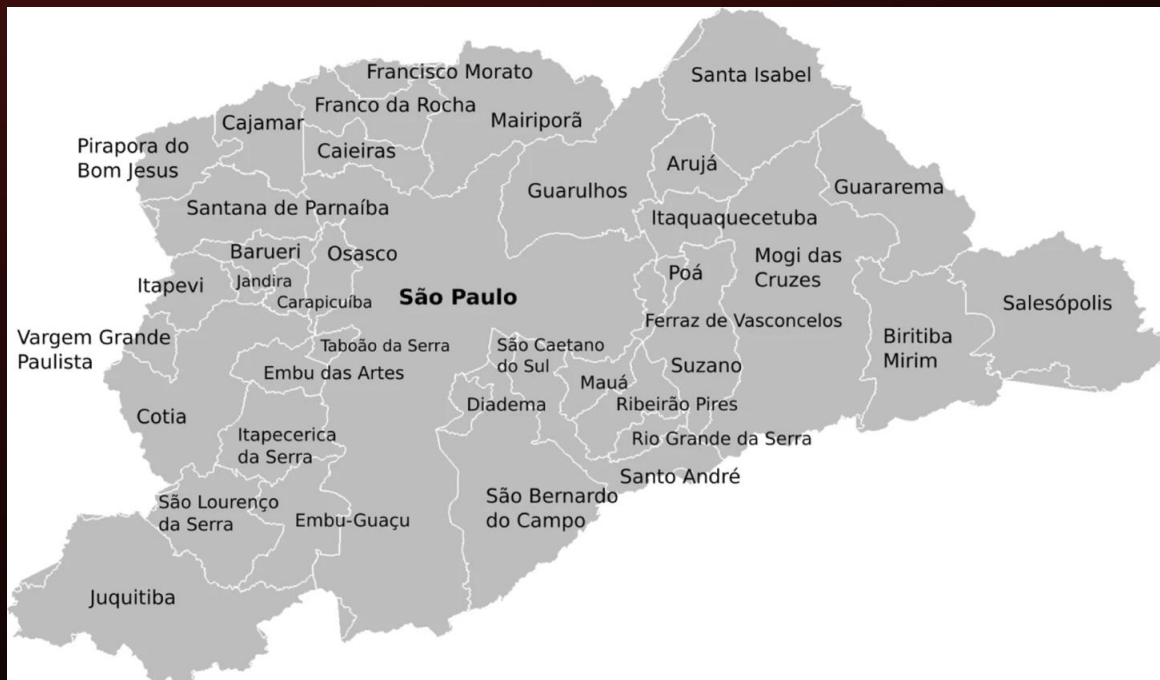 Francisco Morato
Santa Isabel
Franco da Rocha
Cajamar
Mairiporã
Pirapora do
Bom Jesus
Caieiras
Arujá
Guarulhos
Guararema
Santana de Parnaíba
Itaquaquecetuba
Barueri
Osasco
Mogi das
Cruzes
Itapevi
Jandira
Poá
Carapicuíba
São Paulo
Salesópolis
Ferraz de Vasconcelos
Vargem Grande
Paulista
Taboão da Serra
São Caetano
do Sul
Biritiba
Mirim
Embu das Artes
Mauá
Suzano
Cotia
Diadema
Ribeirão Pires
Itapecerica
da Serra
Rio Grande da Serra
Santo André
São Lourenço
da Serra
Embu-Guaçu
São Bernardo
do Campo
Juquitiba